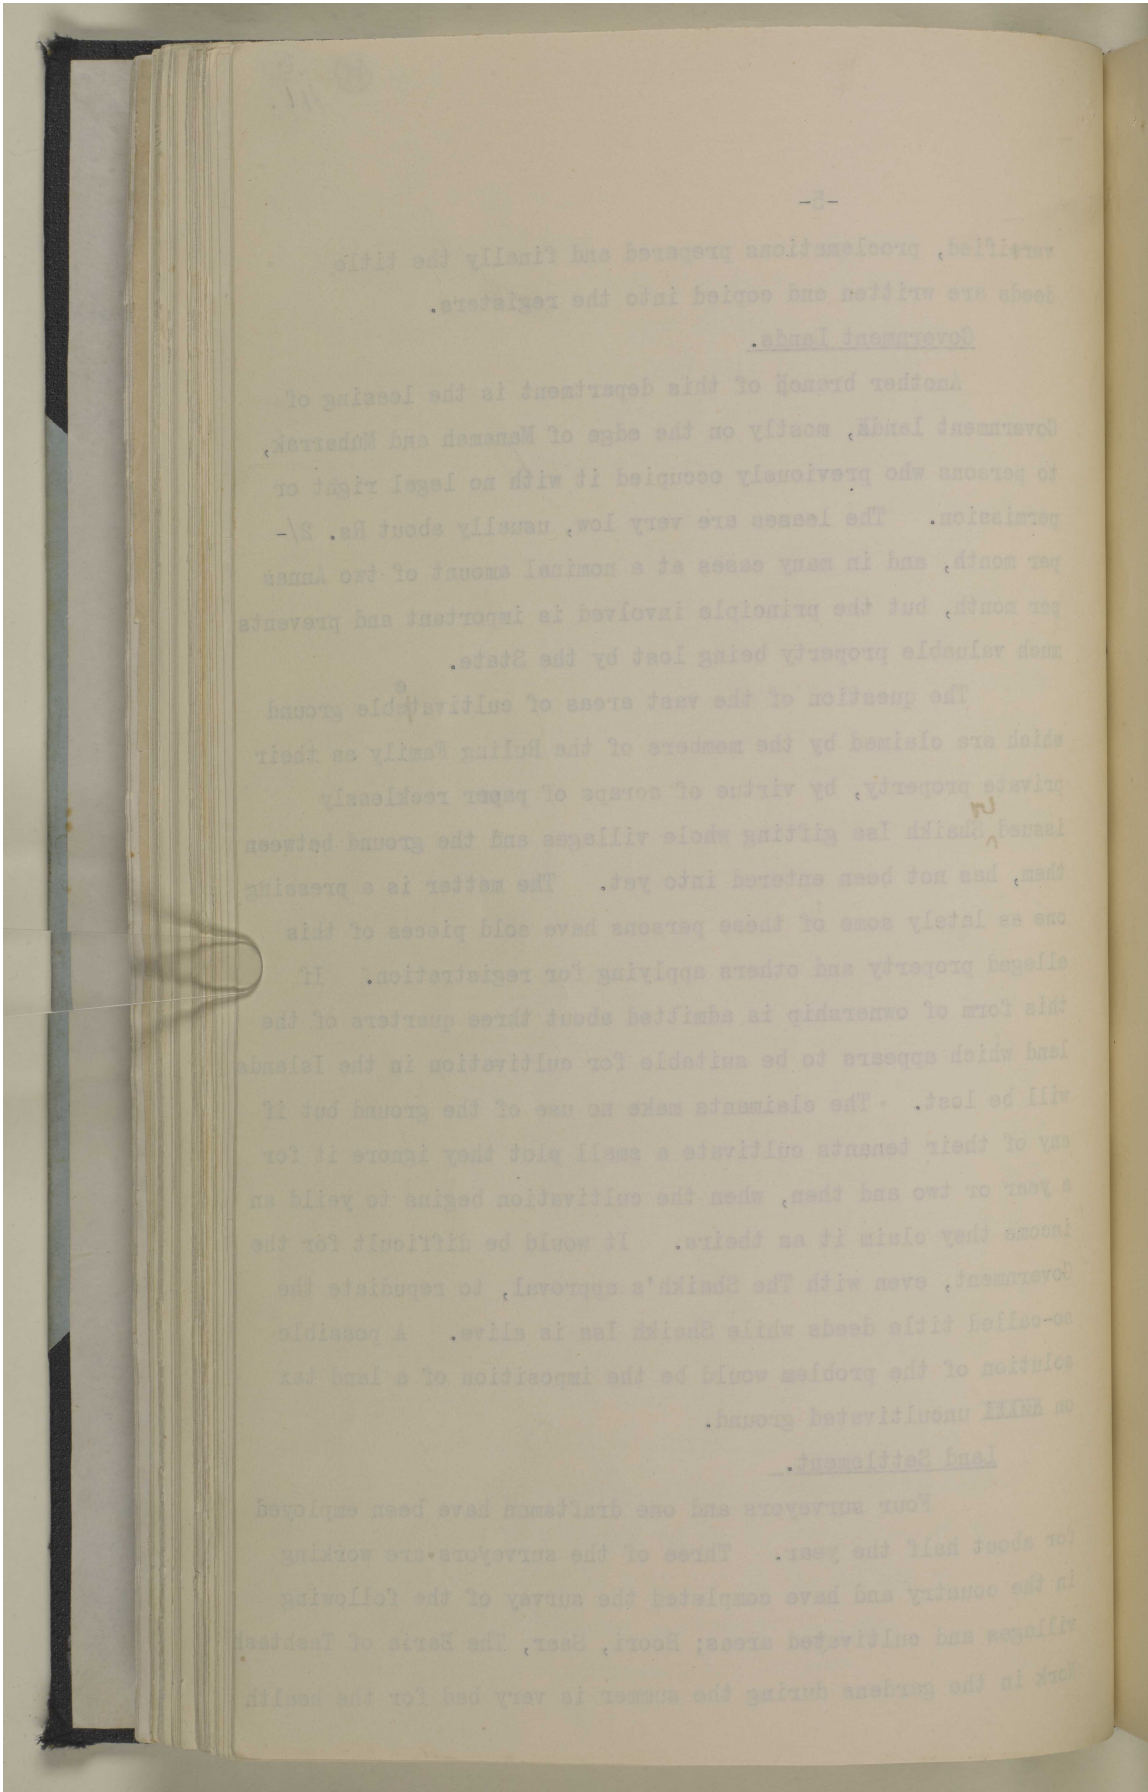 -8-
varified, proclamations prepared and finally the title
deeds are written and copied into the registers.
Government Lands.
Another branch of this department is the leasing of
Government lands, mostly on the edge of Manamah and Muharrak,
to persons who previously occupied it with no legal right or
permission. The leases are very low, usually about Rs. 2/-
per month, and in many cases at a nominal amount of two Annas
per month, but the principle involved is important and prevents
much valuable property being lost by the State.
The question of the vast areas of cultivateable ground
which are claimed by the members of the Ruling Family as their
private property, by virtue of scraps of paper recklessly
issued by Shaikh Isa gifting whole villages and the ground between
them, has not been entered into yet. The matter is a pressing
one as lately some of these persons have sold pieces of this
alleged property and others applying for registration. If
this form of ownership is admitted about three quarters of the
land which appears to be suitable for cultivation in the Islands
will be lost. The claimants make no use of the ground but if
any of their tenants cultivate a small plot they ignore it for
a year or two and then, when the cultivation begins to yeild an
income they claim it as theirs. It would be difficult for the
Government, even with The Shaikh's approval, to repudiate the
so-called title deeds while Sheikh Isa is alive. A possible
solution of the problem would be the imposition of a land tax
on uncultivated ground.
Land Settlement.
Four surveyors and one draftsman have been employed
for about half the year. Three of the surveyors are working
in the country and have completed the survey of the following
villages and cultivated areas; Boori, Saar, The Karia of
Work in the gardens during the summer is very bad for the health